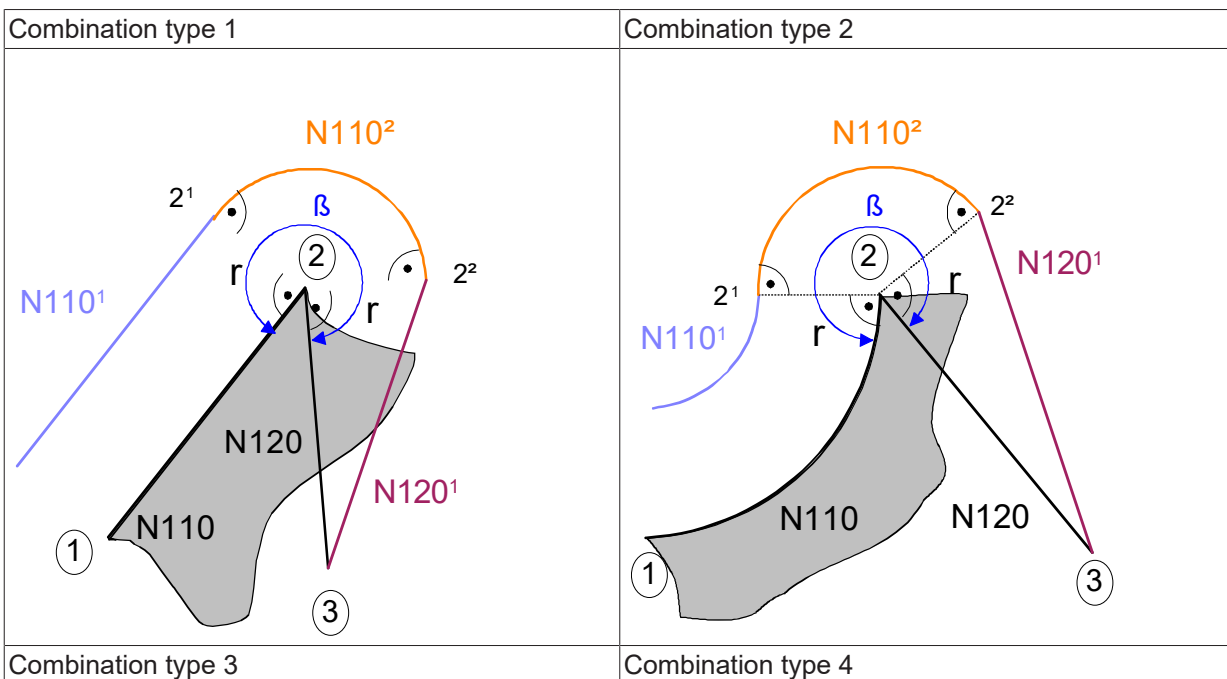 Combination type 1
Combination type 2
N110²
2¹
ß
2
r
2²
r
N110¹
N120
N120¹
N110
1
3
N110²
ß
2
2²
2¹
r
N120¹
N110¹
r
N110
N120
1
3
Combination type 3
Combination type 4